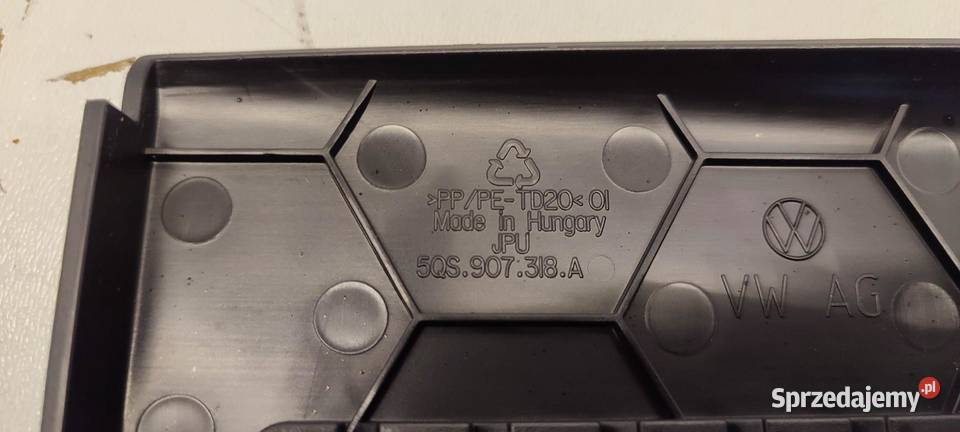 >PP/PE-TD20< 01
Made In Hungary
JPU
5QS.907.318.A
VW AG
Sprzedajemy.pl